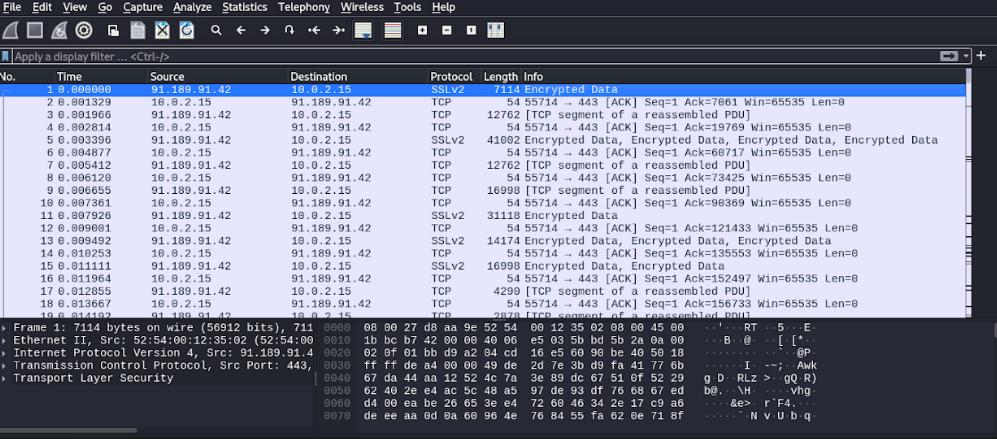 File Edit View Go Capture Analyze Statistics Telephony Wireless Tools Help
Apply a display filter ... <Ctrl-/>
No. Time Source Destination Protocol Length Info
1 0.000000 91.189.91.42 10.0.2.15 SSLv2 7114 Encrypted Data
2 0.001329 10.0.2.15 91.189.91.42 TCP 54 55714 → 443 [ACK] Seq=1 Ack=7061 Win=65535 Len=0
3 0.001966 91.189.91.42 10.0.2.15 TCP 12762 [TCP segment of a reassembled PDU]
4 0.002814 10.0.2.15 91.189.91.42 TCP 54 55714 → 443 [ACK] Seq=1 Ack=19769 Win=65535 Len=0
5 0.003396 91.189.91.42 10.0.2.15 SSLv2 41002 Encrypted Data, Encrypted Data, Encrypted Data, Encrypted Data
6 0.004877 10.0.2.15 91.189.91.42 TCP 54 55714 → 443 [ACK] Seq=1 Ack=60717 Win=65535 Len=0
7 0.005412 91.189.91.42 10.0.2.15 TCP 12762 [TCP segment of a reassembled PDU]
8 0.006120 10.0.2.15 91.189.91.42 TCP 54 55714 → 443 [ACK] Seq=1 Ack=73425 Win=65535 Len=0
9 0.006655 91.189.91.42 10.0.2.15 TCP 16998 [TCP segment of a reassembled PDU]
10 0.007361 10.0.2.15 91.189.91.42 TCP 54 55714 → 443 [ACK] Seq=1 Ack=90369 Win=65535 Len=0
11 0.007926 91.189.91.42 10.0.2.15 SSLv2 31118 Encrypted Data
12 0.009001 10.0.2.15 91.189.91.42 TCP 54 55714 → 443 [ACK] Seq=1 Ack=121433 Win=65535 Len=0
13 0.009492 91.189.91.42 10.0.2.15 SSLv2 14174 Encrypted Data, Encrypted Data, Encrypted Data
14 0.010253 10.0.2.15 91.189.91.42 TCP 54 55714 → 443 [ACK] Seq=1 Ack=135553 Win=65535 Len=0
15 0.011111 91.189.91.42 10.0.2.15 SSLv2 16998 Encrypted Data, Encrypted Data
16 0.011964 10.0.2.15 91.189.91.42 TCP 54 55714 → 443 [ACK] Seq=1 Ack=152497 Win=65535 Len=0
17 0.012855 91.189.91.42 10.0.2.15 TCP 4290 [TCP segment of a reassembled PDU]
18 0.013667 10.0.2.15 91.189.91.42 TCP 54 55714 → 443 [ACK] Seq=1 Ack=156733 Win=65535 Len=0
19 0.014192 91.189.91.42 10.0.2.15 TCP 2878 [TCP segment of a reassembled PDU]
Frame 1: 7114 bytes on wire (56912 bits), 711
Ethernet II, Src: 52:54:00:12:35:02 (52:54:00
Internet Protocol Version 4, Src: 91.189.91.4
Transmission Control Protocol, Src Port: 443,
Transport Layer Security
0000 08 00 27 d8 aa 9e 52 54 00 12 35 02 08 00 45 00 ··'···RT ··5···E·
0010 1b bc b7 42 00 00 40 06 e5 03 5b bd 5b 2a 0a 00 ···B··@· ··[·[*··
0020 02 0f 01 bb d9 a2 04 cd 16 e5 60 90 be 40 50 18 ········ ··`··@P·
0030 ff ff de a4 00 00 49 de 2d 7e 3b d9 fa 41 77 6b ······I· -~;··Awk
0040 67 da 44 aa 12 52 4c 7a 3e 89 dc 67 51 0f 52 29 g·D··RLz >··gQ·R)
0050 62 40 2e e4 ac 5c 48 a5 97 de 93 df 76 68 67 ed b@.··\H· ····vhg·
0060 d4 00 ea be 26 65 3e e4 72 60 46 34 2e 17 c9 a6 ····&e>· r`F4.···
0070 de ee aa 0d 0a 60 96 4e 76 84 55 fa 62 0e 71 8f ·····`·N v·U·b·q·